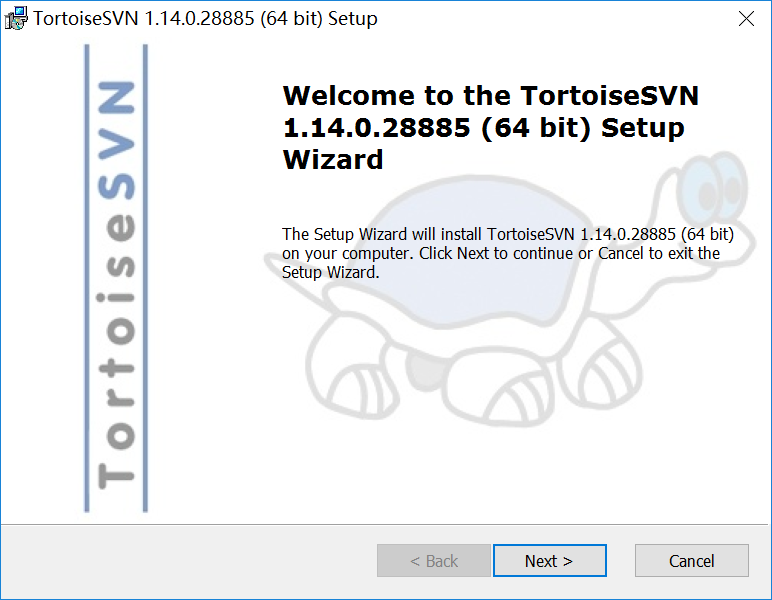 TortoiseSVN 1.14.0.28885 (64 bit) Setup
TortoiseSVN
Welcome to the TortoiseSVN
1.14.0.28885 (64 bit) Setup
Wizard
The Setup Wizard will install TortoiseSVN 1.14.0.28885 (64 bit)
on your computer. Click Next to continue or Cancel to exit the
Setup Wizard.
< Back
Next >
Cancel